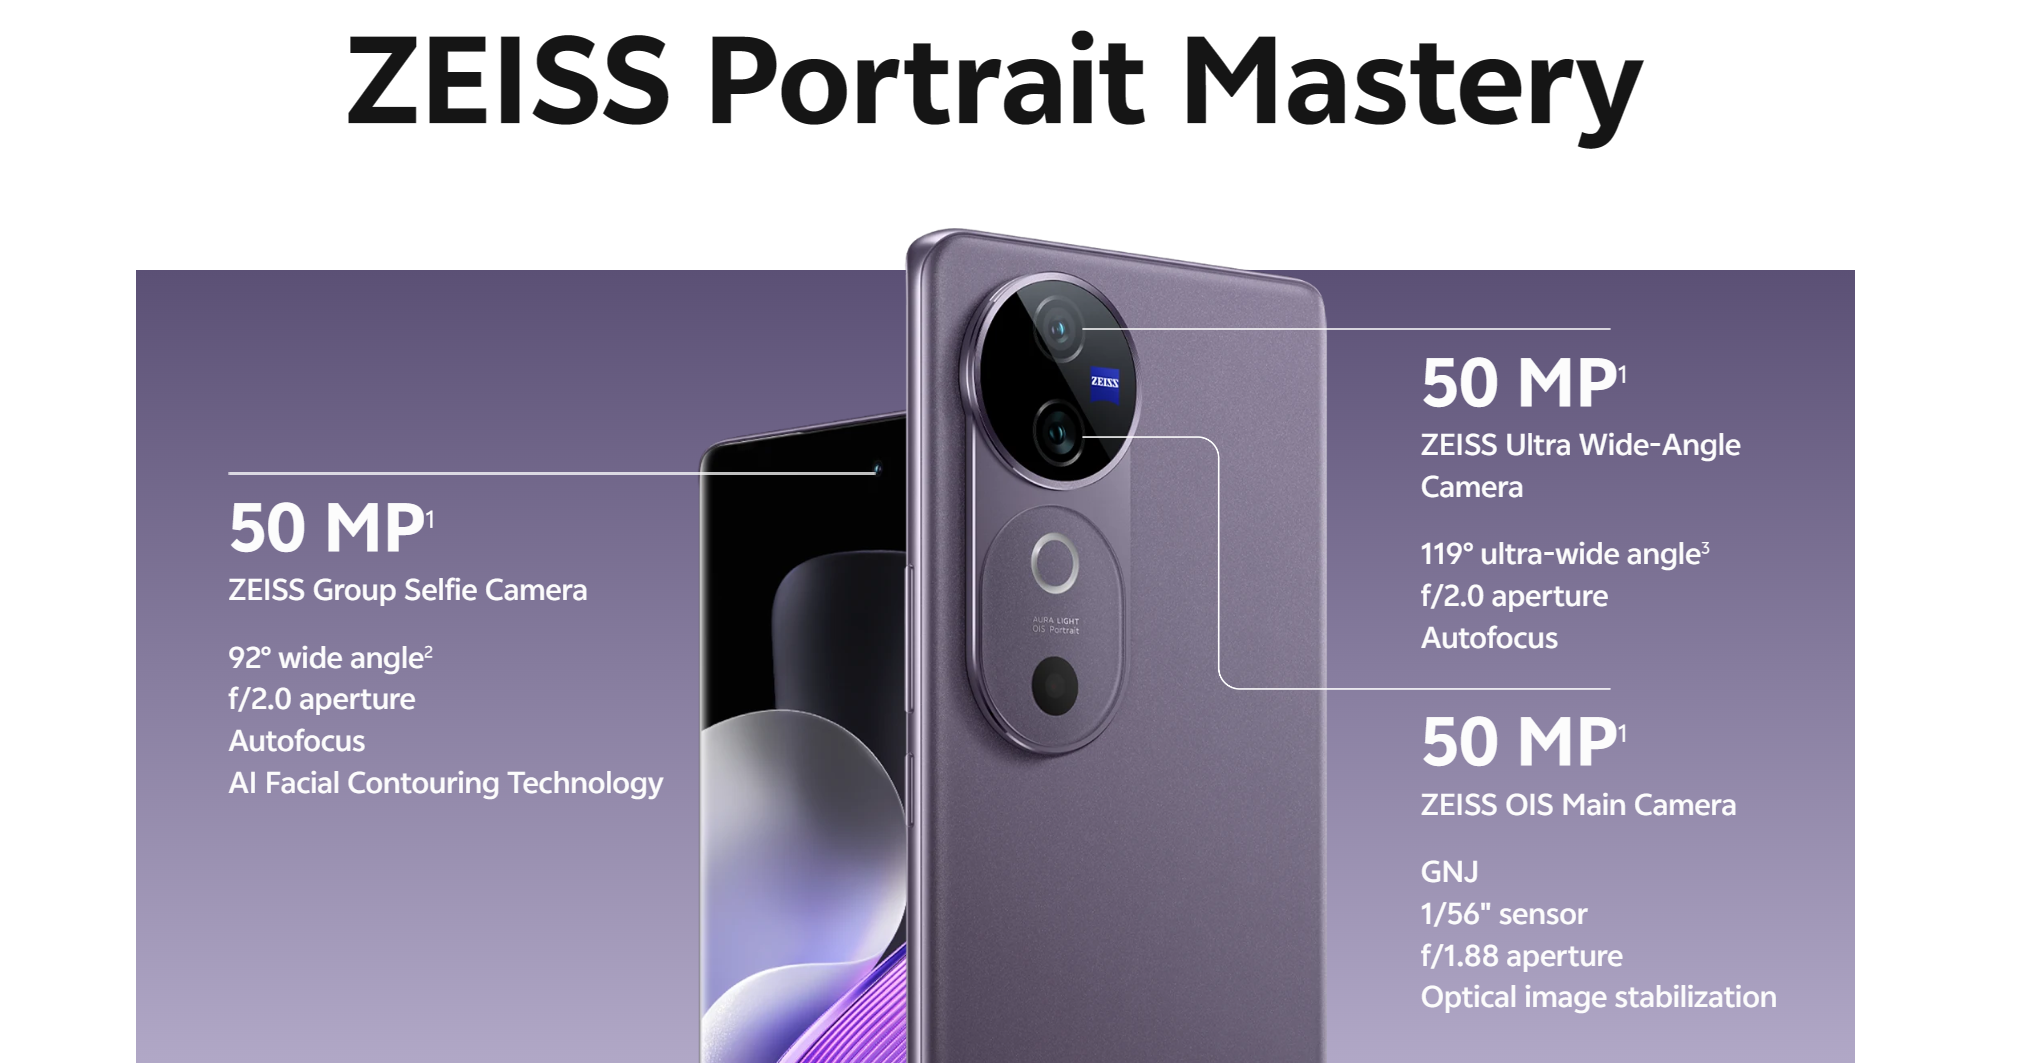 ZEISS Portrait Mastery
50 MP¹
ZEISS Group Selfie Camera
92° wide angle²
f/2.0 aperture
Autofocus
AI Facial Contouring Technology
ZEISS
AURA LIGHT
OIS Portrait
50 MP¹
ZEISS Ultra Wide-Angle
Camera
119° ultra-wide angle³
f/2.0 aperture
Autofocus
50 MP¹
ZEISS OIS Main Camera
GNJ
1/56" sensor
f/1.88 aperture
Optical image stabilization